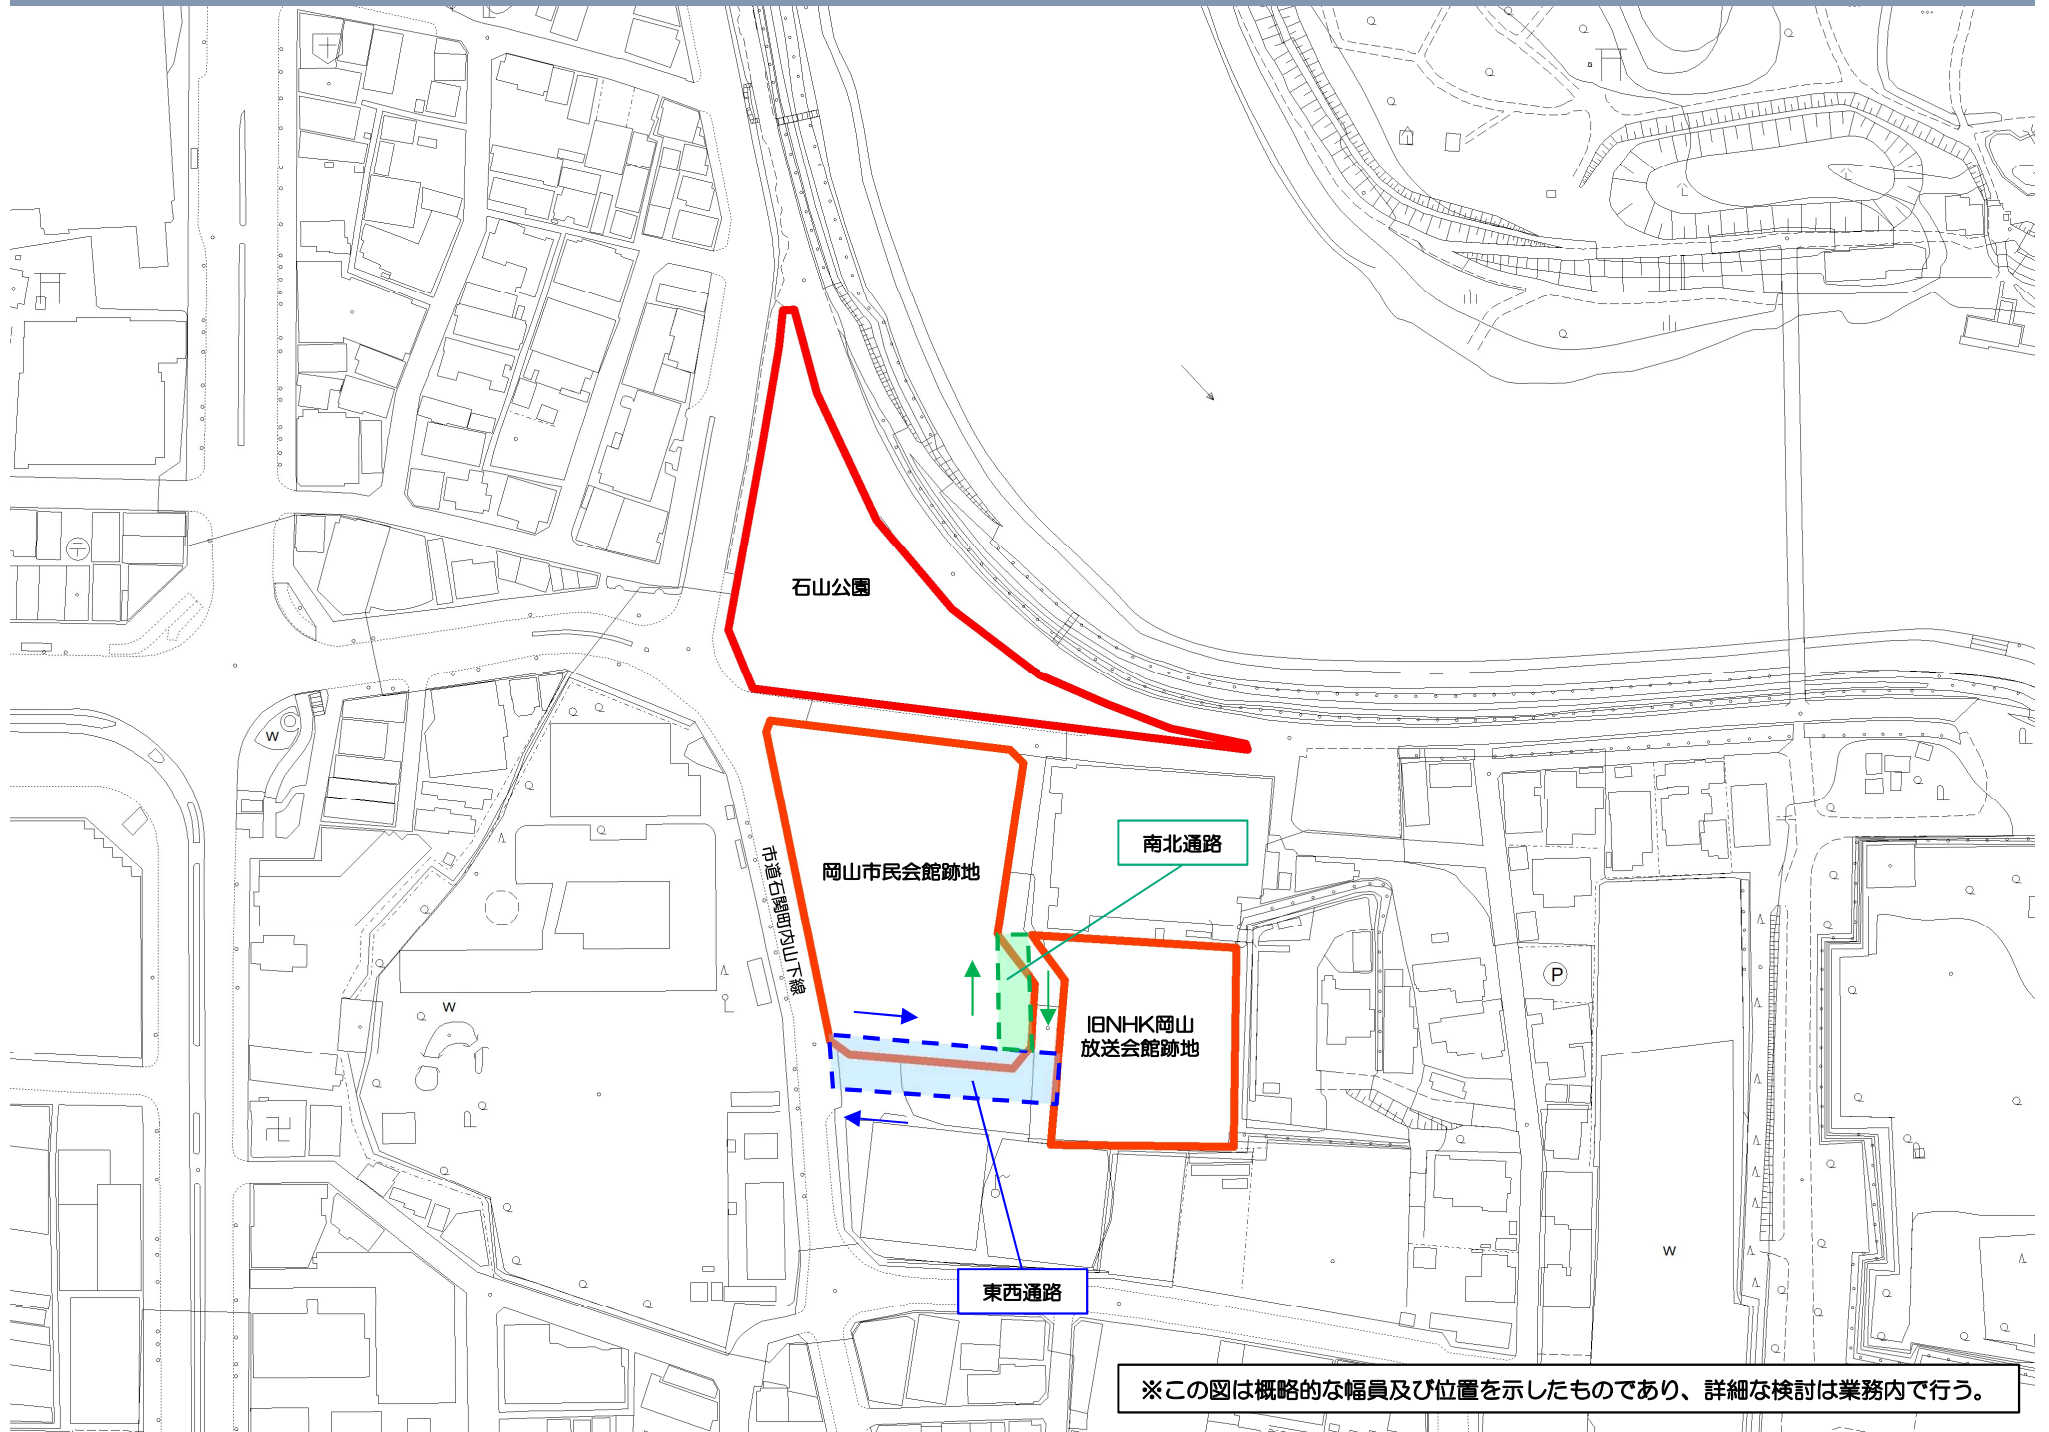 石山公園
南北通路
岡山市民会館跡地
市道石関町内山下線
旧NHK岡山
放送会館跡地
東西通路
※この図は概略的な幅員及び位置を示したものであり、詳細な検討は業務内で行う。
W
W
P
W